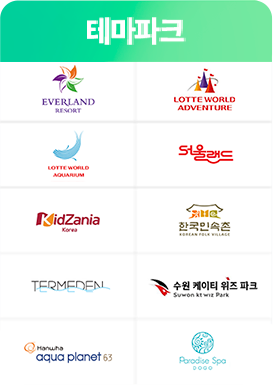 테마파크
EVERLAND
RESORT
LOTTE WORLD
ADVENTURE
LOTTE WORLD
AQUARIUM
서울랜드
KidZania
Korea
한국민속촌
KOREAN FOLK VILLAGE
TERMEDEN
수원 케이티 위즈 파크
Suwon kt wiz Park
Hanwha
aqua planet 63
Paradise Spa